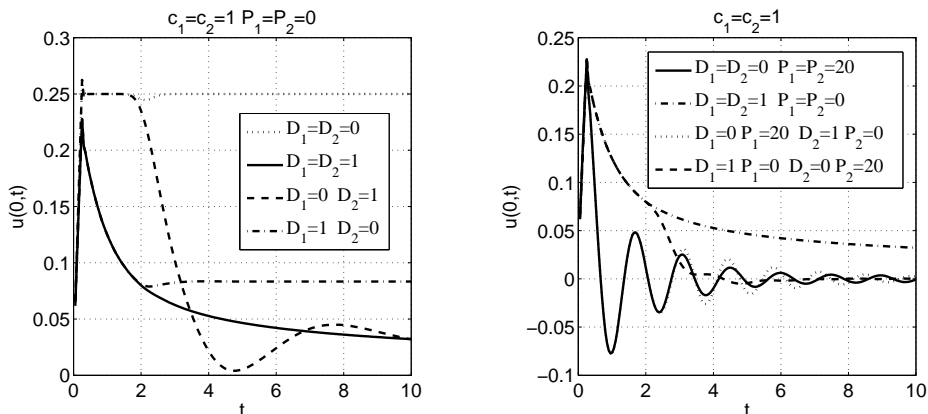 c₁=c₂=1 P₁=P₂=0
u(0,t)
0.3
0.25
0.2
0.15
0.1
0.05
0
D₁=D₂=0
D₁=D₂=1
D₁=0 D₂=1
D₁=1 D₂=0
0 2 4 6 8 10
t
c₁=c₂=1
u(0,t)
0.25
0.2
0.15
0.1
0.05
0
−0.05
−0.1
D₁=D₂=0 P₁=P₂=20
D₁=D₂=1 P₁=P₂=0
D₁=0 P₁=20 D₂=1 P₂=0
D₁=1 P₁=0 D₂=0 P₂=20
0 2 4 6 8 10
t